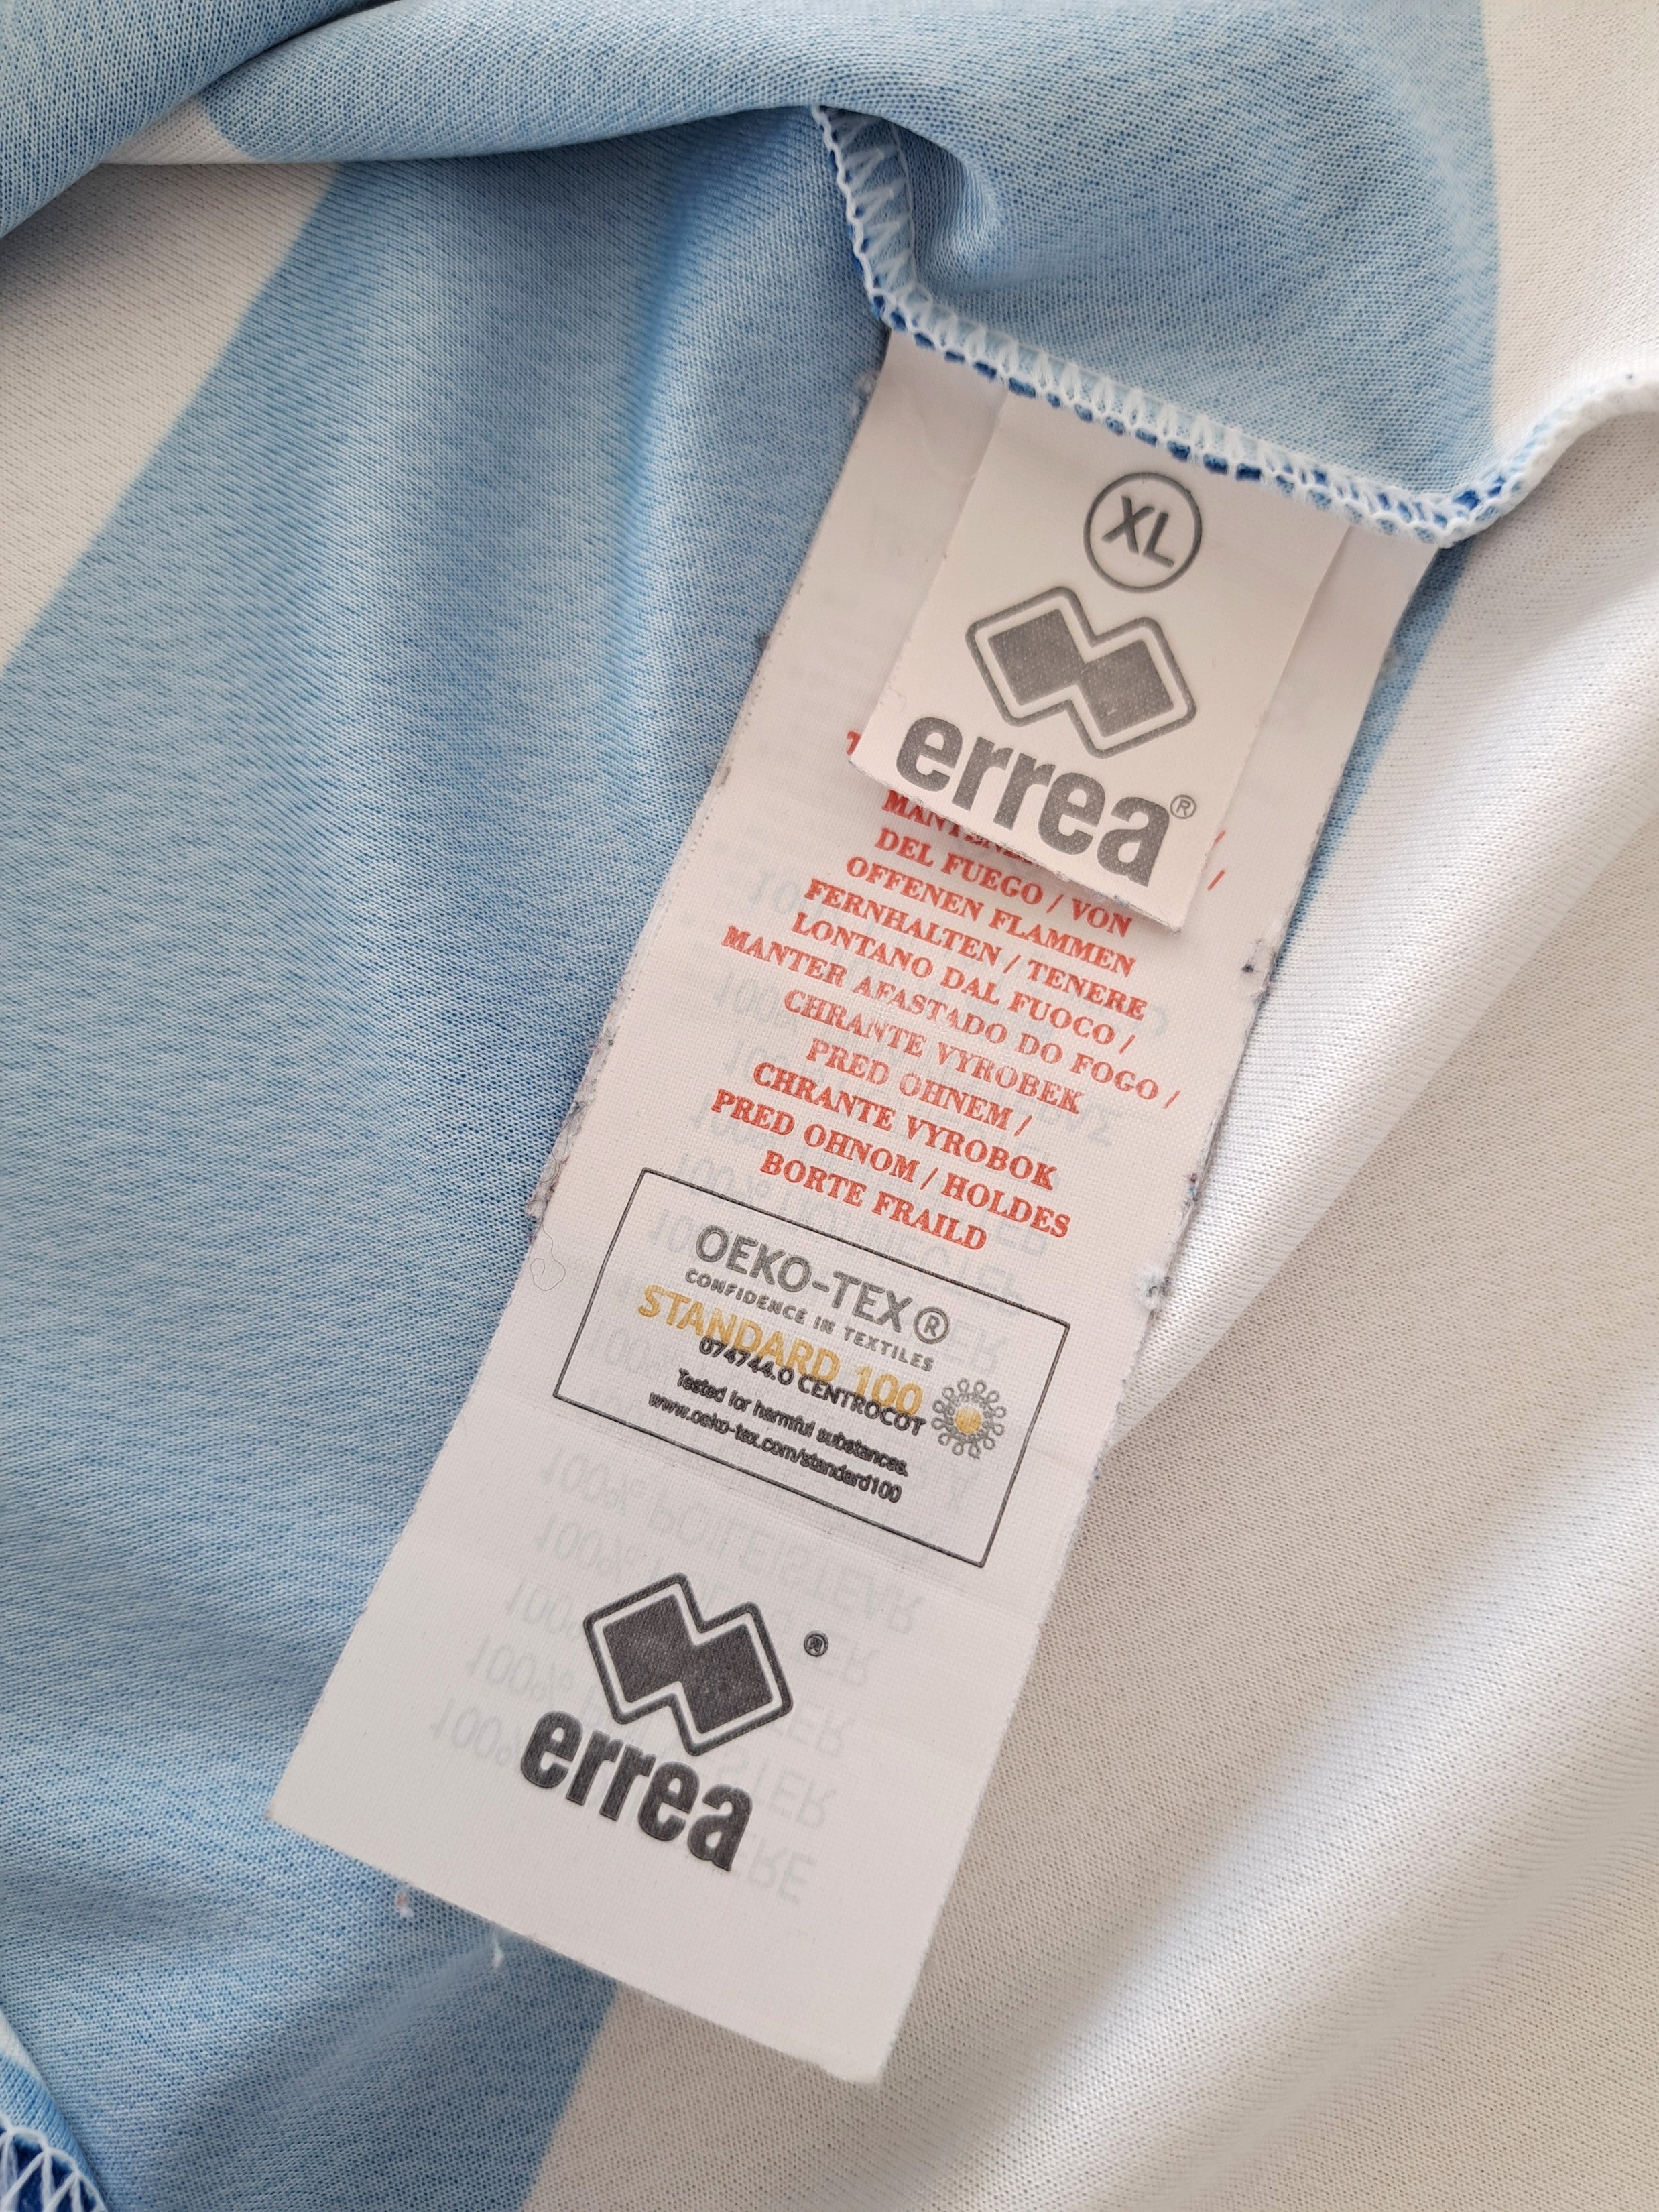 XL
errea®
DEL FUEGO / VON
OFFENEN FLAMMEN
FERNHALTEN / TENERE
LONTANO DAL FUOCO /
MANTER AFASTADO DO FOGO /
CHRANTE VYROBEK
PRED OHNEM /
CHRANTE VYROBOK
PRED OHNOM / HOLDES
BORTE FRAILD
OEKO-TEX®
CONFIDENCE IN TEXTILES
STANDARD 100
074744.O CENTROCOT
Tested for harmful substances.
www.oeko-tex.com/standard100
®
errea